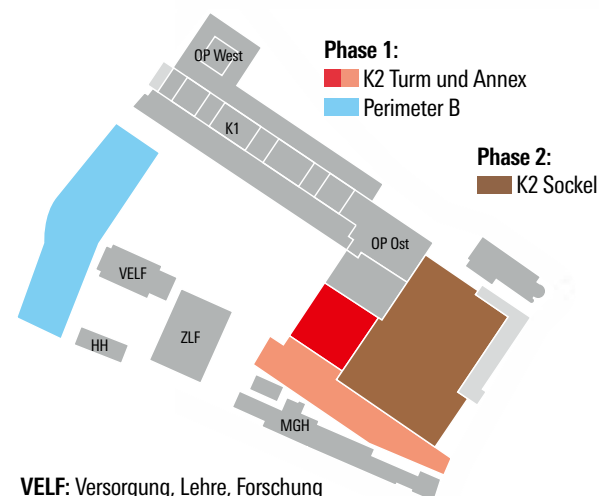 OP West
Phase 1:
K2 Turm und Annex
Perimeter B
K1
Phase 2:
K2 Sockel
OP Ost
VELF
ZLF
HH
MGH
VELF: Versorgung, Lehre, Forschung